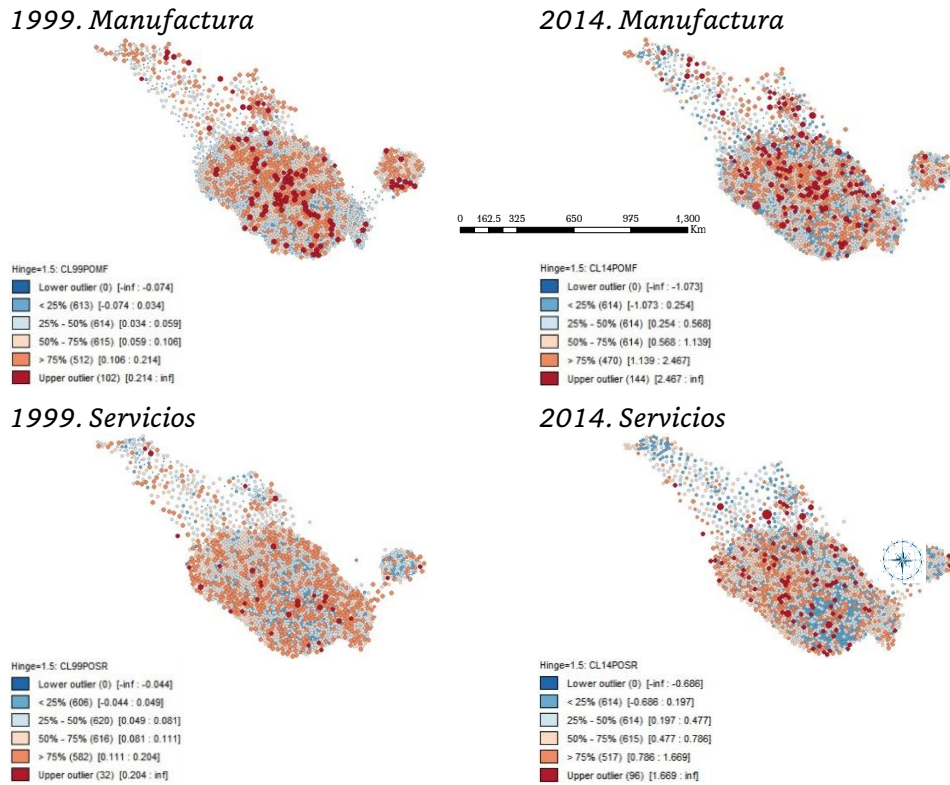 1999. Manufactura
2014. Manufactura
0 162.5 325 650 975 1,300
Km
Hinge=1.5: CL99POMF
Lower outlier (0) [-inf : -0.074]
< 25% (613) [-0.074 : 0.034]
25% - 50% (614) [0.034 : 0.059]
50% - 75% (615) [0.059 : 0.106]
> 75% (512) [0.106 : 0.214]
Upper outlier (102) [0.214 : inf]
Hinge=1.5: CL14POMF
Lower outlier (0) [-inf : -1.073]
< 25% (614) [-1.073 : 0.254]
25% - 50% (614) [0.254 : 0.568]
50% - 75% (614) [0.568 : 1.139]
> 75% (470) [1.139 : 2.467]
Upper outlier (144) [2.467 : inf]
1999. Servicios
2014. Servicios
Hinge=1.5: CL99POSR
Lower outlier (0) [-inf : -0.044]
< 25% (606) [-0.044 : 0.049]
25% - 50% (620) [0.049 : 0.081]
50% - 75% (616) [0.081 : 0.111]
> 75% (582) [0.111 : 0.204]
Upper outlier (32) [0.204 : inf]
Hinge=1.5: CL14POSR
Lower outlier (0) [-inf : -0.686]
< 25% (614) [-0.686 : 0.197]
25% - 50% (614) [0.197 : 0.477]
50% - 75% (615) [0.477 : 0.786]
> 75% (517) [0.786 : 1.669]
Upper outlier (96) [1.669 : inf]